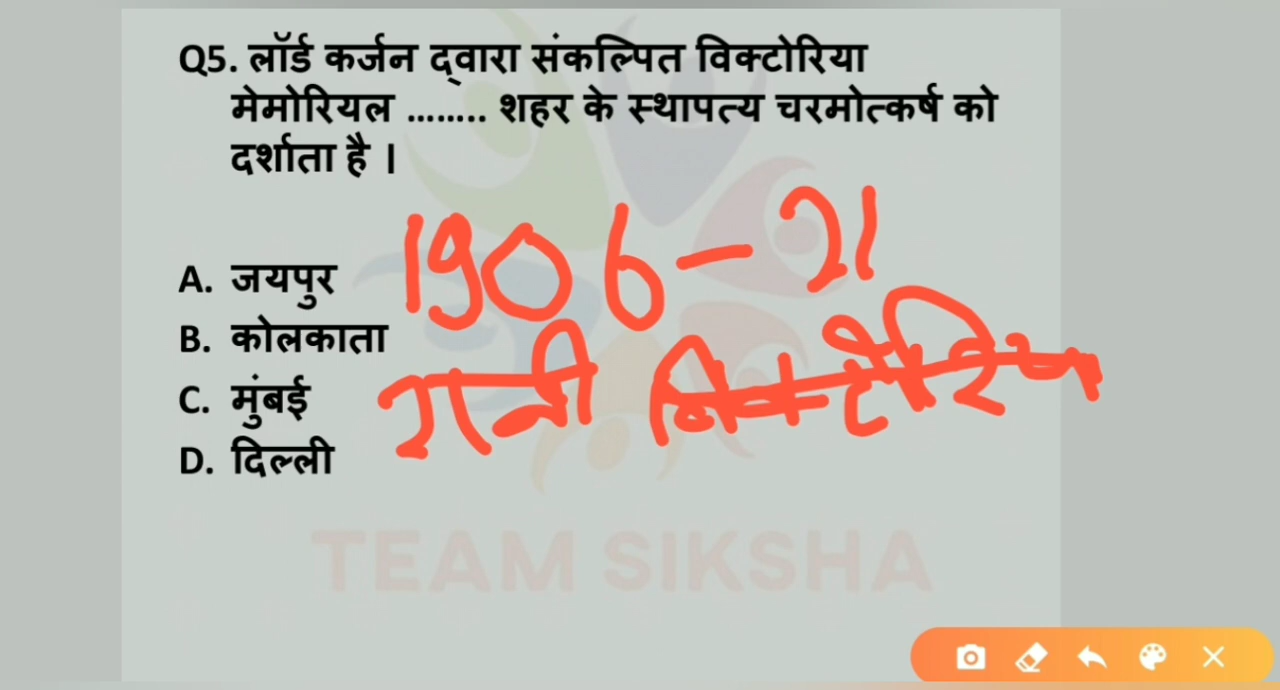 Q5. लॉर्ड कर्जन द्वारा संकल्पित विक्टोरिया
मेमोरियल ........ शहर के स्थापत्य चरमोत्कर्ष को
दर्शाता है ।
1906-21
A. जयपुर
B. कोलकाता
रानी विक्टोरिया
C. मुंबई
D. दिल्ली
TEAM SIKSHA